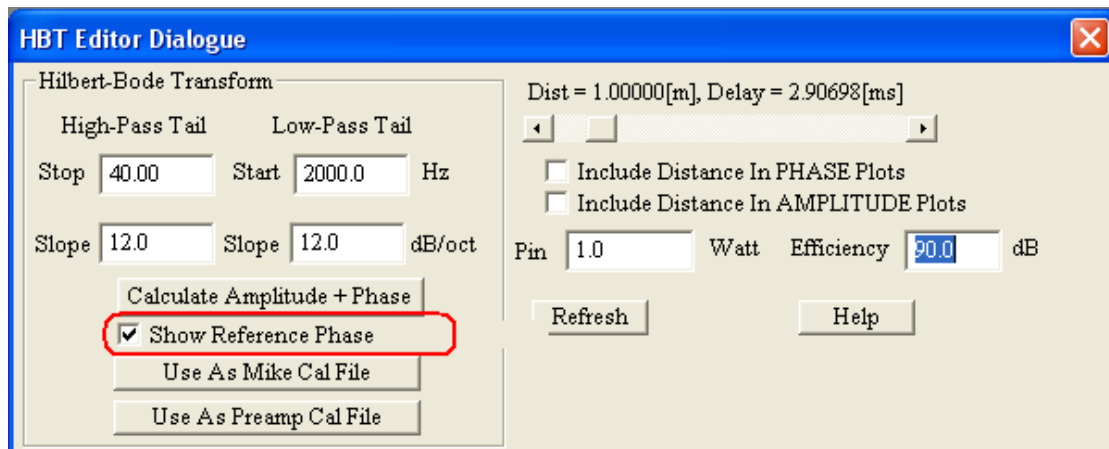 HBT Editor Dialogue
Hilbert-Bode Transform
High-Pass Tail Low-Pass Tail
Stop 40.00 Start 2000.0 Hz
Slope 12.0 Slope 12.0 dB/oct
Calculate Amplitude + Phase
Show Reference Phase
Use As Mike Cal File
Use As Preamp Cal File
Dist = 1.00000[m], Delay = 2.90698[ms]
Include Distance In PHASE Plots
Include Distance In AMPLITUDE Plots
Pin 1.0 Watt Efficiency 90.0 dB
Refresh Help